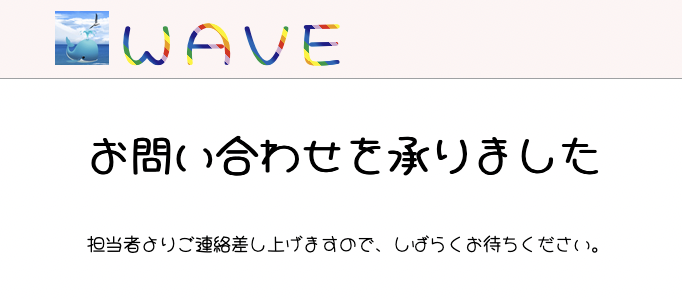 WAVE
お問い合わせを承りました
担当者よりご連絡差し上げますので、しばらくお待ちください。